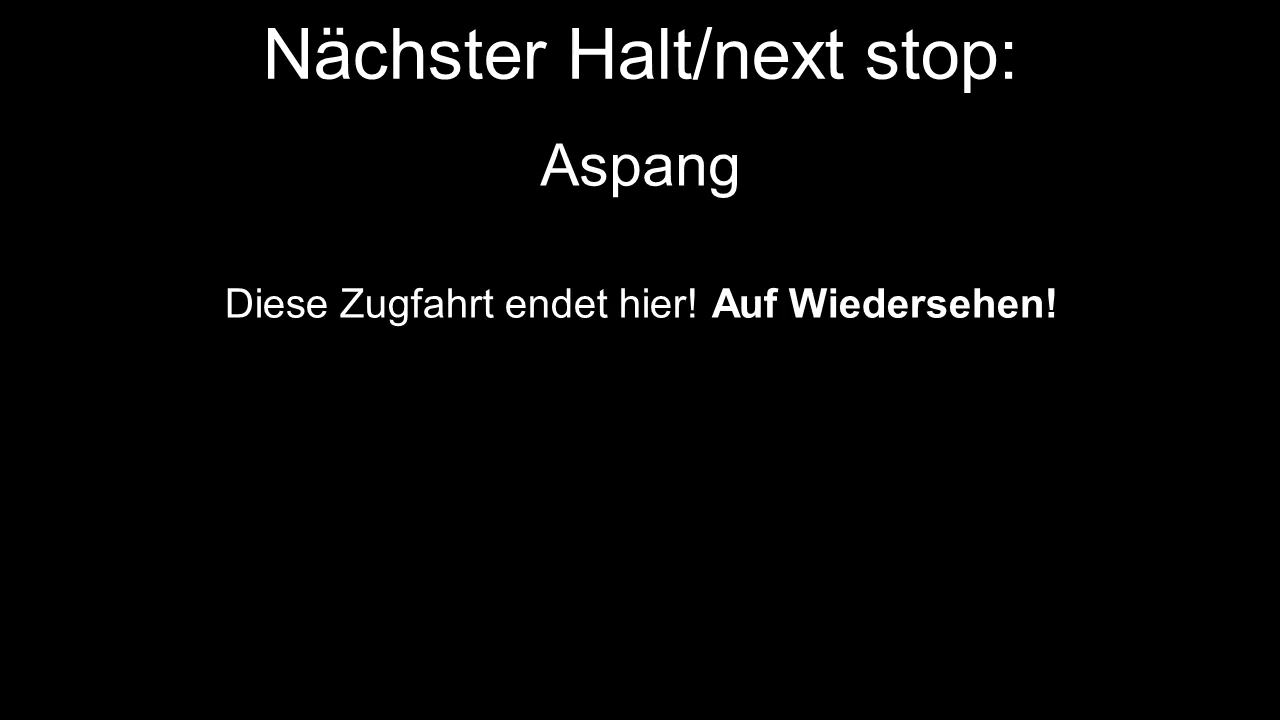 Nächster Halt/next stop:
Aspang
Diese Zugfahrt endet hier! Auf Wiedersehen!